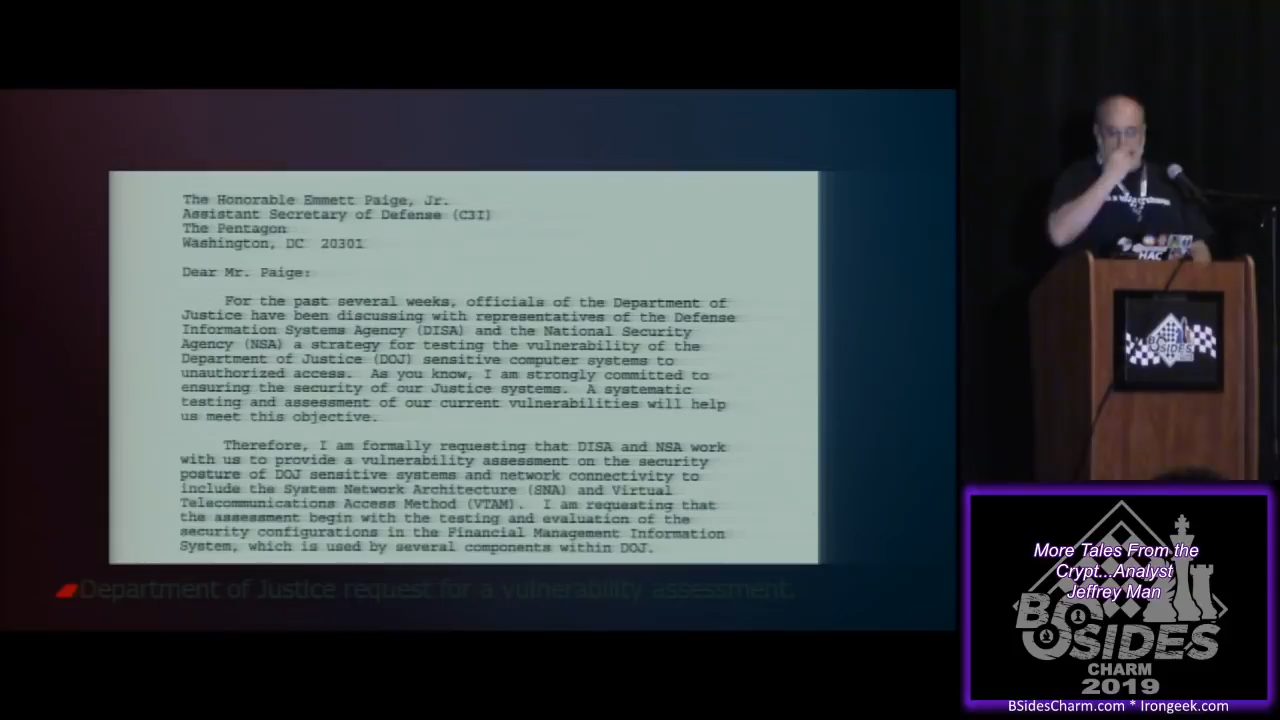 The Honorable Emmett Paige, Jr.
Assistant Secretary of Defense (C3I)
The Pentagon
Washington, DC 20301
Dear Mr. Paige:
For the past several weeks, officials of the Department of
Justice have been discussing with representatives of the Defense
Information Systems Agency (DISA) and the National Security
Agency (NSA) a strategy for testing the vulnerability of the
Department of Justice (DOJ) sensitive computer systems to
unauthorized access. As you know, I am strongly committed to
ensuring the security of our Justice systems. A systematic
testing and assessment of our current vulnerabilities will help
us meet this objective.
Therefore, I am formally requesting that DISA and NSA work
with us to provide a vulnerability assessment on the security
posture of DOJ sensitive systems and network connectivity to
include the System Network Architecture (SNA) and Virtual
Telecommunications Access Method (VTAM). I am requesting that
the assessment begin with the testing and evaluation of the
security configurations in the Financial Management Information
System, which is used by several components within DOJ.
Department of Justice request for a vulnerability assessment.
HAC
BSIDES
More Tales From the
Crypt...Analyst
Jeffrey Man
BSIDES
CHARM
2019
BSidesCharm.com * Irongeek.com